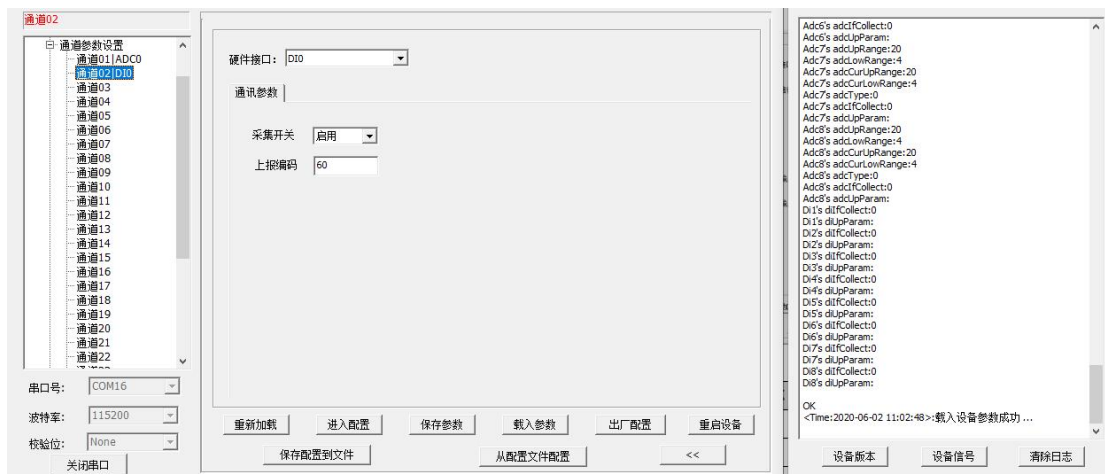 通道02
通道参数设置
通道01|ADC0
通道02|DI0
通道03
通道04
通道05
通道06
通道07
通道08
通道09
通道10
通道11
通道12
通道13
通道14
通道15
通道16
通道17
通道18
通道19
通道20
通道21
通道22
串口号: COM16
波特率: 115200
校验位: None
关闭串口
硬件接口: DI0
通讯参数
采集开关 启用
上报编码 60
重新加载 进入配置 保存参数 载入参数 出厂配置 重启设备
保存配置到文件 从配置文件配置 <<
Adc6's adcIfCollect:0
Adc6's adcUpParam:
Adc7's adcUpRange:20
Adc7's adcLowRange:4
Adc7's adcCurUpRange:20
Adc7's adcCurLowRange:4
Adc7's adcType:0
Adc7's adcIfCollect:0
Adc7's adcUpParam:
Adc8's adcUpRange:20
Adc8's adcLowRange:4
Adc8's adcCurUpRange:20
Adc8's adcCurLowRange:4
Adc8's adcType:0
Adc8's adcIfCollect:0
Adc8's adcUpParam:
Di1's diIfCollect:0
Di1's diUpParam:
Di2's diIfCollect:0
Di2's diUpParam:
Di3's diIfCollect:0
Di3's diUpParam:
Di4's diIfCollect:0
Di4's diUpParam:
Di5's diIfCollect:0
Di5's diUpParam:
Di6's diIfCollect:0
Di6's diUpParam:
Di7's diIfCollect:0
Di7's diUpParam:
Di8's diIfCollect:0
Di8's diUpParam:
OK
<Time:2020-06-02 11:02:48>:载入设备参数成功 ...
设备版本 设备信号 清除日志